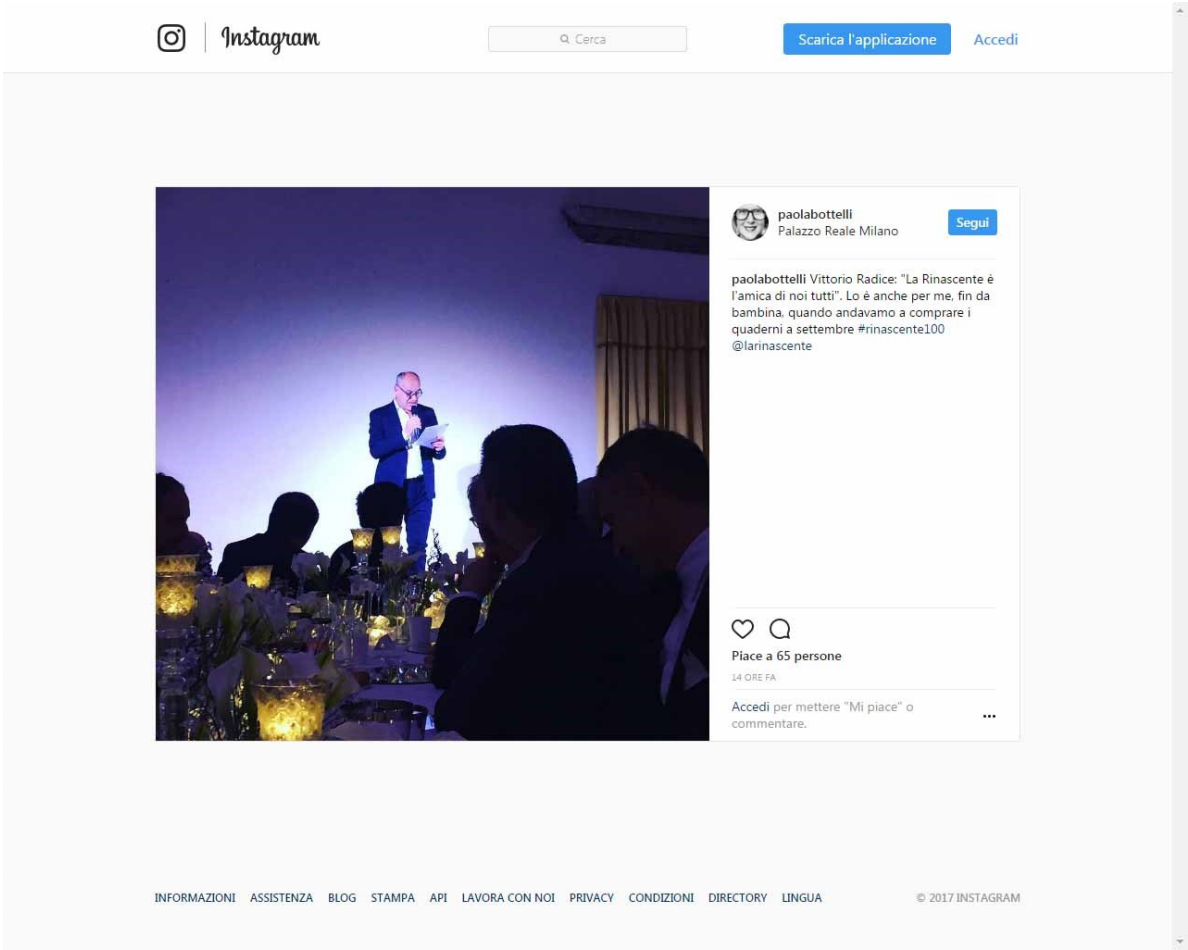 Instagram
Cerca
Scarica l'applicazione
Accedi
paolabottelli
Palazzo Reale Milano
Segui
paolabottelli Vittorio Radice: "La Rinascente è
l'amica di noi tutti". Lo è anche per me, fin da
bambina, quando andavamo a comprare i
quaderni a settembre #rinascente100
@larinascente
Piace a 65 persone
14 ORE FA
Accedi per mettere "Mi piace" o
commentare.
INFORMAZIONI ASSISTENZA BLOG STAMPA API LAVORA CON NOI PRIVACY CONDIZIONI DIRECTORY LINGUA © 2017 INSTAGRAM